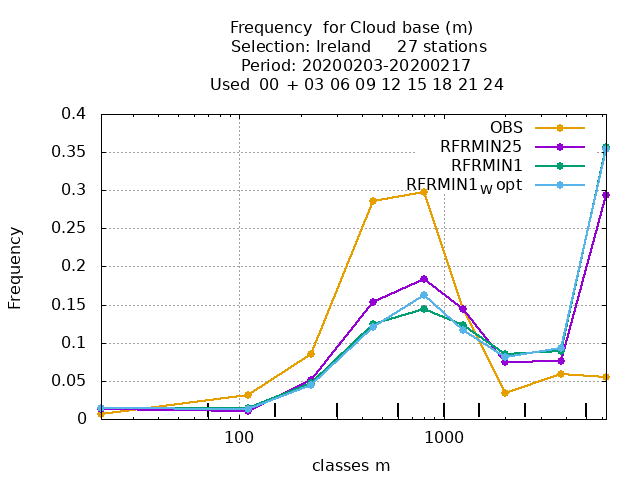 Frequency  for Cloud base (m)
Selection: Ireland     27 stations
Period: 20200203-20200217
Used  00  + 03 06 09 12 15 18 21 24
0.4
0.35
0.3
0.25
0.2
0.15
0.1
0.05
0
Frequency
OBS
RFRMIN25
RFRMIN1
RFRMIN1_W opt
100
1000
classes m